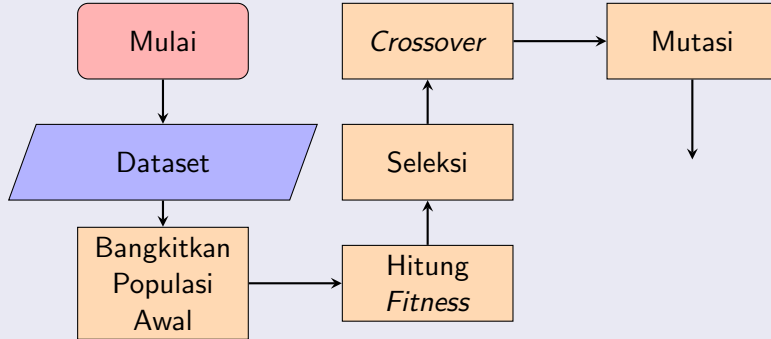 Mulai
Dataset
Bangkitkan
Populasi
Awal
Hitung
Fitness
Seleksi
Crossover
Mutasi